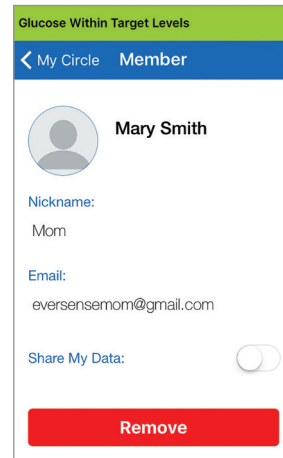 Glucose Within Target Levels
My Circle Member
Mary Smith
Nickname:
Mom
Email:
eversensemom@gmail.com
Share My Data:
Remove